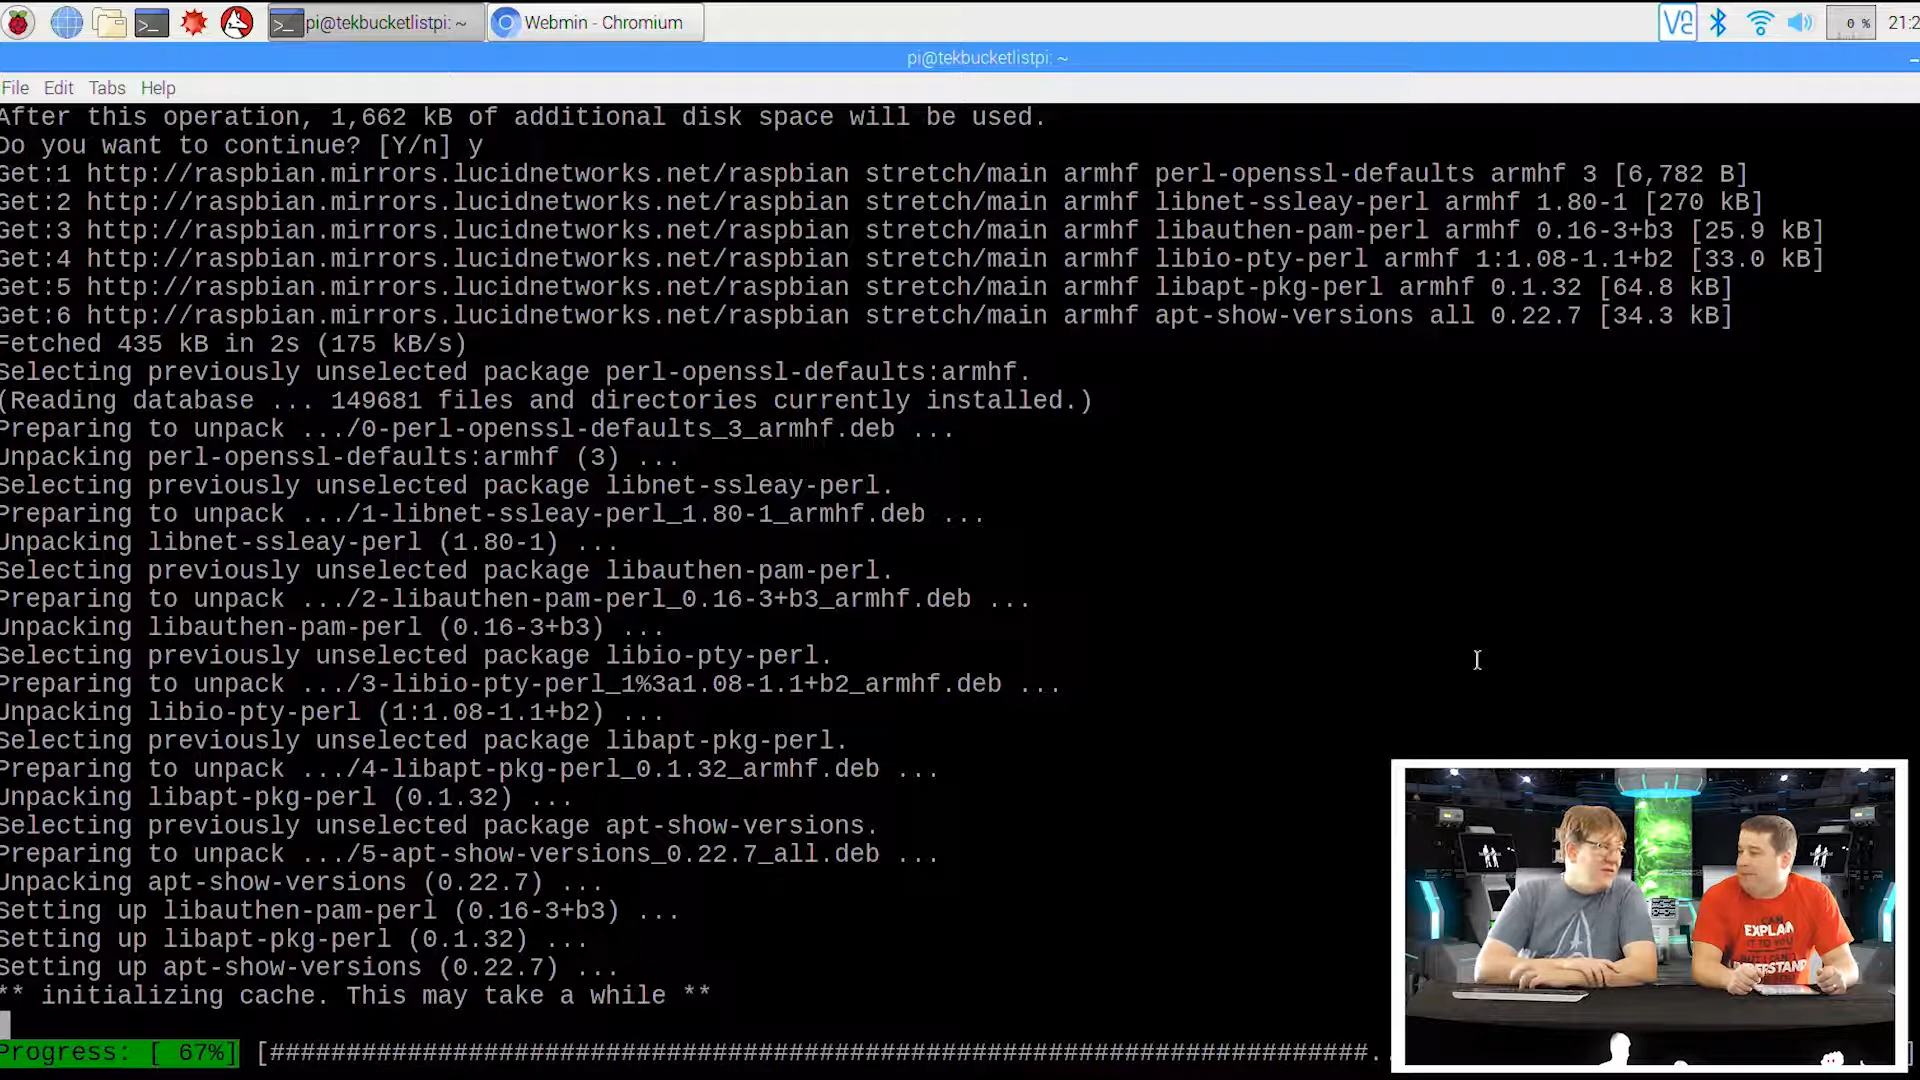 pi@tekbucketlistpi: ~
Webmin - Chromium
0 %
21:2
pi@tekbucketlistpi: ~
File Edit Tabs Help
After this operation, 1,662 kB of additional disk space will be used.
Do you want to continue? [Y/n] y
Get:1 http://raspbian.mirrors.lucidnetworks.net/raspbian stretch/main armhf perl-openssl-defaults armhf 3 [6,782 B]
Get:2 http://raspbian.mirrors.lucidnetworks.net/raspbian stretch/main armhf libnet-ssleay-perl armhf 1.80-1 [270 kB]
Get:3 http://raspbian.mirrors.lucidnetworks.net/raspbian stretch/main armhf libauthen-pam-perl armhf 0.16-3+b3 [25.9 kB]
Get:4 http://raspbian.mirrors.lucidnetworks.net/raspbian stretch/main armhf libio-pty-perl armhf 1:1.08-1.1+b2 [33.0 kB]
Get:5 http://raspbian.mirrors.lucidnetworks.net/raspbian stretch/main armhf libapt-pkg-perl armhf 0.1.32 [64.8 kB]
Get:6 http://raspbian.mirrors.lucidnetworks.net/raspbian stretch/main armhf apt-show-versions all 0.22.7 [34.3 kB]
Fetched 435 kB in 2s (175 kB/s)
Selecting previously unselected package perl-openssl-defaults:armhf.
(Reading database ... 149681 files and directories currently installed.)
Preparing to unpack .../0-perl-openssl-defaults_3_armhf.deb ...
Unpacking perl-openssl-defaults:armhf (3) ...
Selecting previously unselected package libnet-ssleay-perl.
Preparing to unpack .../1-libnet-ssleay-perl_1.80-1_armhf.deb ...
Unpacking libnet-ssleay-perl (1.80-1) ...
Selecting previously unselected package libauthen-pam-perl.
Preparing to unpack .../2-libauthen-pam-perl_0.16-3+b3_armhf.deb ...
Unpacking libauthen-pam-perl (0.16-3+b3) ...
Selecting previously unselected package libio-pty-perl.
Preparing to unpack .../3-libio-pty-perl_1%3a1.08-1.1+b2_armhf.deb ...
Unpacking libio-pty-perl (1:1.08-1.1+b2) ...
Selecting previously unselected package libapt-pkg-perl.
Preparing to unpack .../4-libapt-pkg-perl_0.1.32_armhf.deb ...
Unpacking libapt-pkg-perl (0.1.32) ...
Selecting previously unselected package apt-show-versions.
Preparing to unpack .../5-apt-show-versions_0.22.7_all.deb ...
Unpacking apt-show-versions (0.22.7) ...
Setting up libauthen-pam-perl (0.16-3+b3) ...
Setting up libapt-pkg-perl (0.1.32) ...
Setting up apt-show-versions (0.22.7) ...
** initializing cache. This may take a while **
Progress: [ 67%] [########################################################################.
I CAN
EXPLAIN
IT TO YOU
BUT I CAN'T
UNDERSTAND